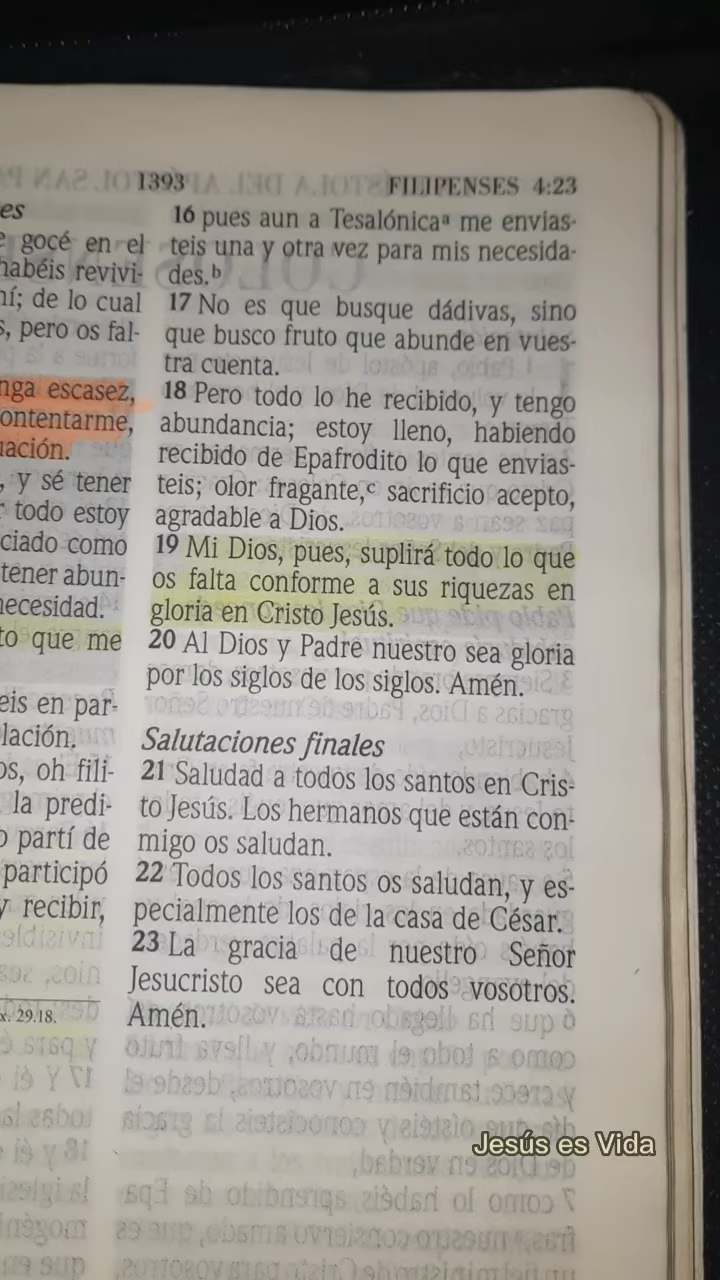 1393
FILIPENSES 4:23
es
gocé en el
habéis revivi-
de lo cual
pero os fal-
escasez,
contentarme,
y sé tener
todo estoy
ciado como
tener abun-
necesidad.
que me
eis en par-
lación.
oh fili-
la predi-
partí de
participó
y recibir,
29.18.
16 pues aun a Tesalónicaᵃ me envias-
teis una y otra vez para mis necesida-
des.ᵇ
17 No es que busque dádivas, sino
que busco fruto que abunde en vues-
tra cuenta.
18 Pero todo lo he recibido, y tengo
abundancia; estoy lleno, habiendo
recibido de Epafrodito lo que envias-
teis; olor fragante,ᶜ sacrificio acepto,
agradable a Dios.
19 Mi Dios, pues, suplirá todo lo que
os falta conforme a sus riquezas en
gloria en Cristo Jesús.
20 Al Dios y Padre nuestro sea gloria
por los siglos de los siglos. Amén.
Salutaciones finales
21 Saludad a todos los santos en Cris-
to Jesús. Los hermanos que están con-
migo os saludan.
22 Todos los santos os saludan, y es-
pecialmente los de la casa de César.
23 La gracia de nuestro Señor
Jesucristo sea con todos vosotros.
Amén.
Jesús es Vida